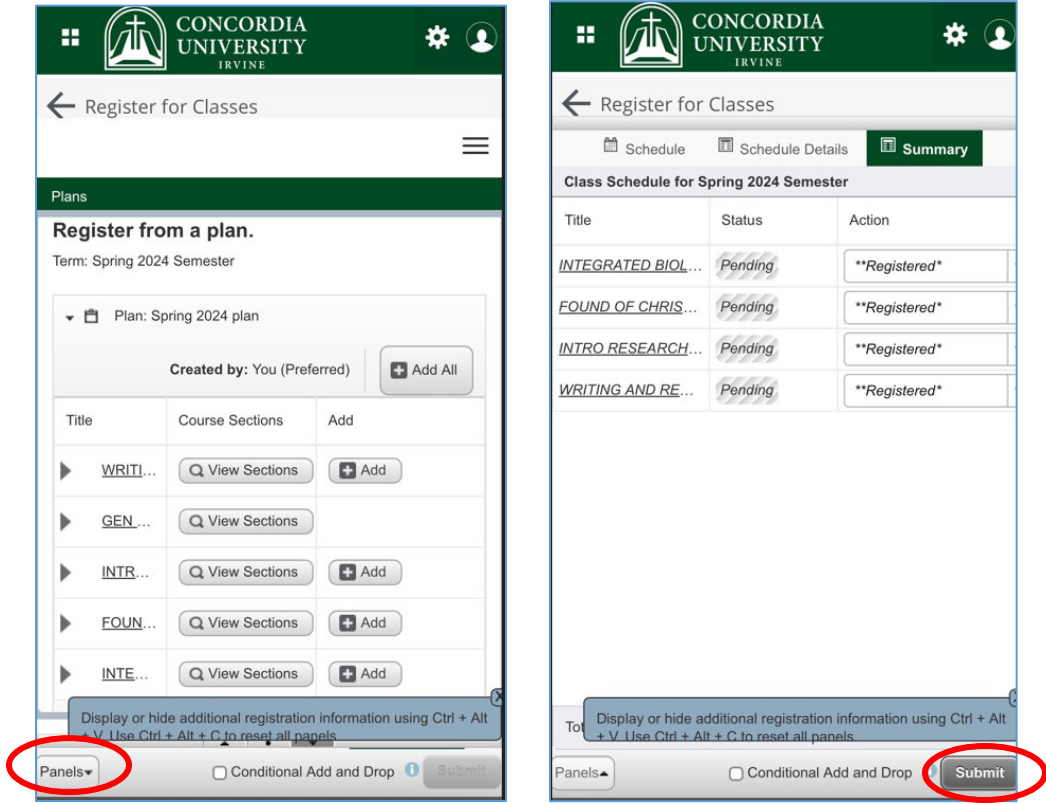 CONCORDIA
UNIVERSITY
IRVINE
Register for Classes
Plans
Register from a plan.
Term: Spring 2024 Semester
Plan: Spring 2024 plan
Created by: You (Preferred)
Add All
Title Course Sections Add
WRITI... View Sections Add
GEN ... View Sections
INTR... View Sections Add
FOUN... View Sections Add
INTE... View Sections Add
X
Display or hide additional registration information using Ctrl + Alt
+ V. Use Ctrl + Alt + C to reset all panels.
Panels Conditional Add and Drop Submit
CONCORDIA
UNIVERSITY
IRVINE
Register for Classes
Schedule Schedule Details Summary
Class Schedule for Spring 2024 Semester
Title Status Action
INTEGRATED BIOL... Pending **Registered*
FOUND OF CHRIS... Pending **Registered*
INTRO RESEARCH... Pending **Registered*
WRITING AND RE... Pending **Registered*
Display or hide additional registration information using Ctrl + Alt
+ V. Use Ctrl + Alt + C to reset all panels.
Panels Conditional Add and Drop Submit